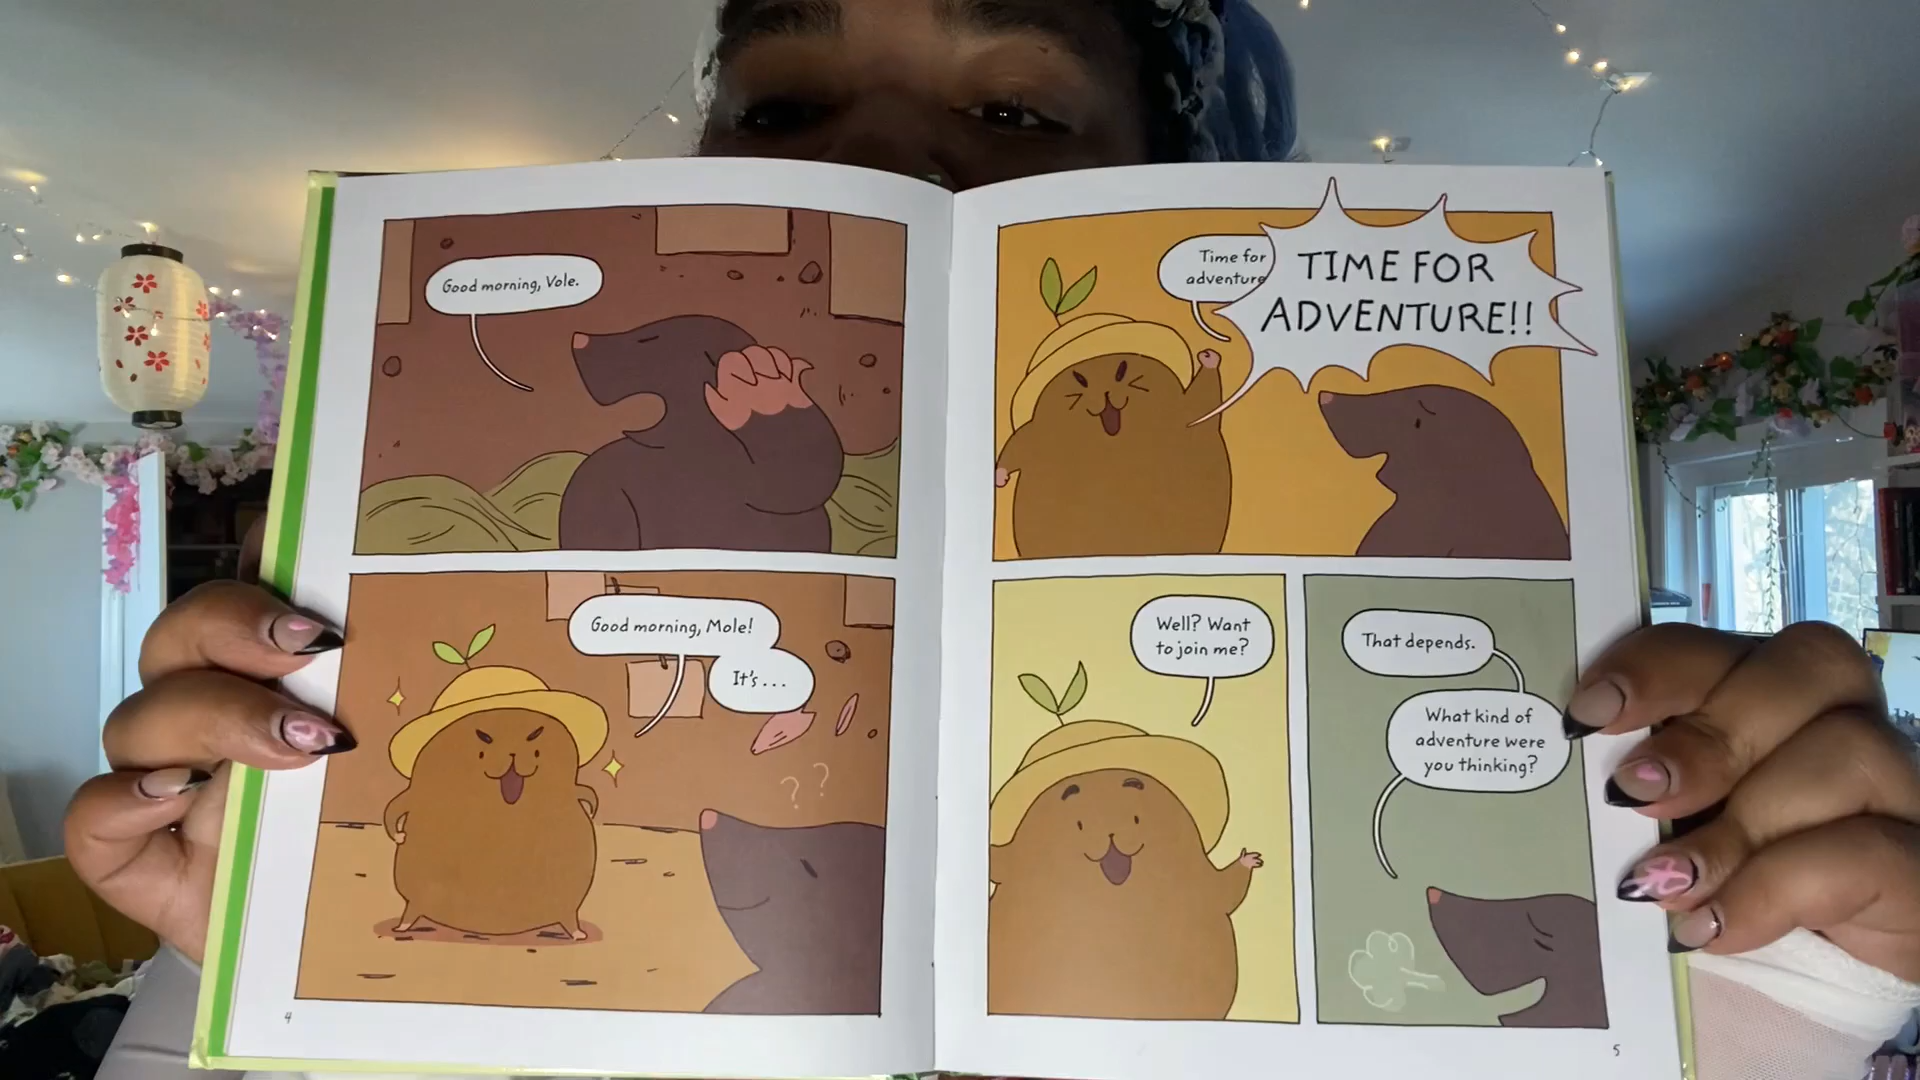 Good morning, Vole.
Good morning, Mole!
It's . . .
? ?
4
Time for
adventure
TIME FOR
ADVENTURE!!
Well? Want
to join me?
That depends.
What kind of
adventure were
you thinking?
5